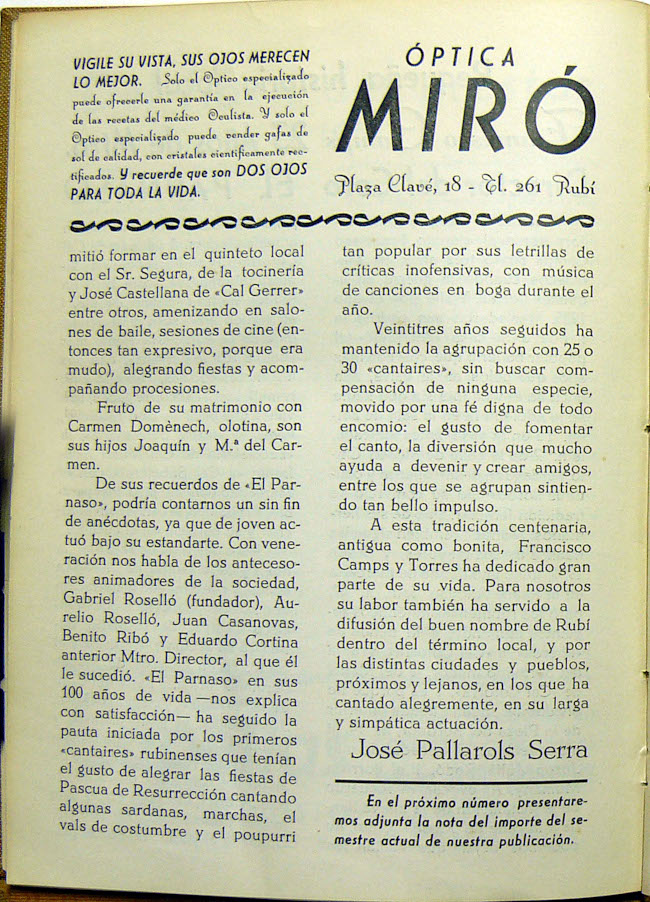 VIGILE SU VISTA, SUS OJOS MERECEN
LO MEJOR. Solo el Optico especializado
puede ofrecerle una garantía en la ejecución
de las recetas del médico Oculista. Y solo el
Optico especializado puede vender gafas de
sol de calidad, con cristales cientificamente rec-
tificados. Y recuerde que son DOS OJOS
PARA TODA LA VIDA.
ÓPTICA
MIRÓ
Plaza Clavé, 18 - Tl. 261 Rubí
mitió formar en el quinteto local
con el Sr. Segura, de la tocinería
y José Castellana de «Cal Gerrer»
entre otros, amenizando en salo-
nes de baile, sesiones de cine (en-
tonces tan expresivo, porque era
mudo), alegrando fiestas y acom-
pañando procesiones.
Fruto de su matrimonio con
Carmen Domènech, olotina, son
sus hijos Joaquín y M.ª del Car-
men.
De sus recuerdos de «El Par-
naso», podría contarnos un sin fin
de anécdotas, ya que de joven ac-
tuó bajo su estandarte. Con vene-
ración nos habla de los anteceso-
res animadores de la sociedad,
Gabriel Roselló (fundador), Au-
relio Roselló, Juan Casanovas,
Benito Ribó y Eduardo Cortina
anterior Mtro. Director, al que él
le sucedió. «El Parnaso» en sus
100 años de vida —nos explica
con satisfacción— ha seguido la
pauta iniciada por los primeros
«cantaires» rubinenses que tenían
el gusto de alegrar las fiestas de
Pascua de Resurrección cantando
algunas sardanas, marchas, el
vals de costumbre y el poupurri
tan popular por sus letrillas de
críticas inofensivas, con música
de canciones en boga durante el
año.
Veintitres años seguidos ha
mantenido la agrupación con 25 o
30 «cantaires», sin buscar com-
pensación de ninguna especie,
movido por una fé digna de todo
encomio: el gusto de fomentar
el canto, la diversión que mucho
ayuda a devenir y crear amigos,
entre los que se agrupan sintien-
do tan bello impulso.
A esta tradición centenaria,
antigua como bonita, Francisco
Camps y Torres ha dedicado gran
parte de su vida. Para nosotros
su labor también ha servido a la
difusión del buen nombre de Rubí
dentro del término local, y por
las distintas ciudades y pueblos,
próximos y lejanos, en los que ha
cantado alegremente, en su larga
y simpática actuación.
José Pallarols Serra
En el próximo número presentare-
mos adjunta la nota del importe del se-
mestre actual de nuestra publicación.